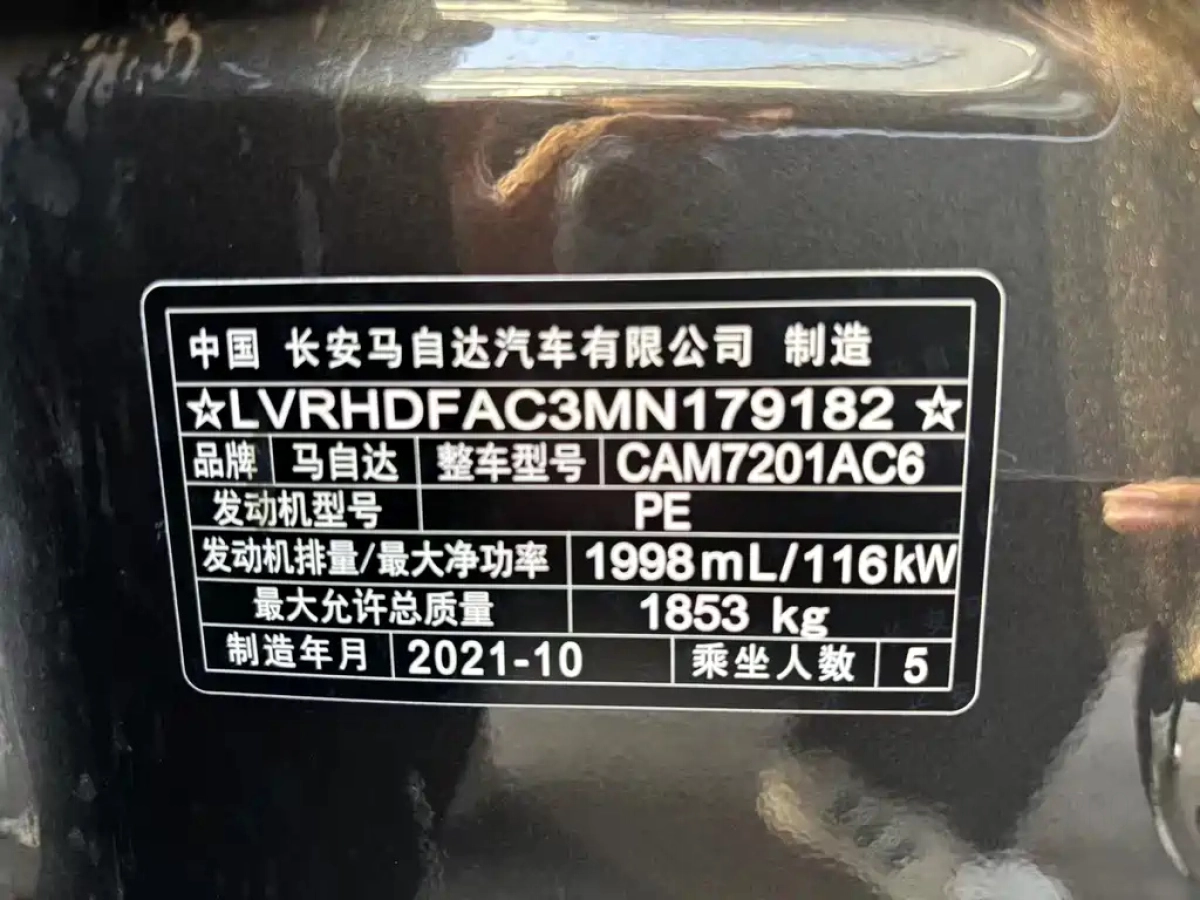 中国 长安马自达汽车有限公司 制造
☆LVRHDFAC3MN179182☆
品牌 马自达 整车型号 CAM7201AC6
发动机型号 PE
发动机排量/最大净功率 1998mL/116kW
最大允许总质量 1853 kg
制造年月 2021-10 乘坐人数 5